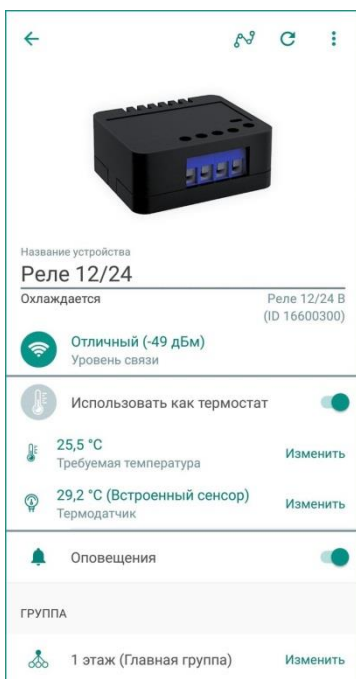 Название устройства
Реле 12/24
Охлаждается Реле 12/24 В
(ID 16600300)
Отличный (-49 дБм)
Уровень связи
Использовать как термостат
25,5 °C
Требуемая температура Изменить
29,2 °C (Встроенный сенсор)
Термодатчик Изменить
Оповещения
ГРУППА
1 этаж (Главная группа) Изменить